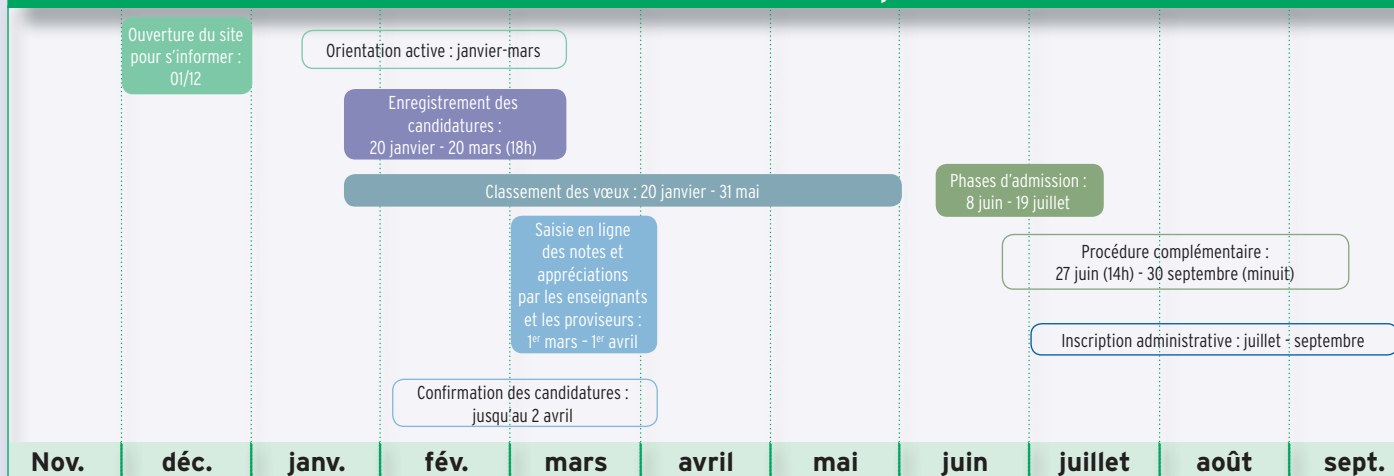 Ouverture du site
pour s'informer :
01/12
Orientation active : janvier-mars
Enregistrement des
candidatures :
20 janvier - 20 mars (18h)
Classement des vœux : 20 janvier - 31 mai
Phases d'admission :
8 juin - 19 juillet
Saisie en ligne
des notes et
appréciations
par les enseignants
et les proviseurs :
1er mars – 1er avril
Procédure complémentaire :
27 juin (14h) - 30 septembre (minuit)
Inscription administrative : juillet - septembre
Confirmation des candidatures :
jusqu'au 2 avril
Nov. déc. janv. fév. mars avril mai juin juillet août sept.